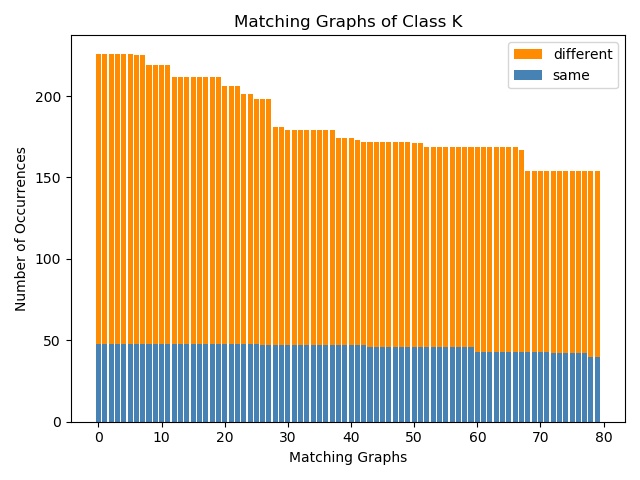 Matching Graphs of Class K
different
same
Number of Occurrences
200
150
100
50
0
0 10 20 30 40 50 60 70 80
Matching Graphs